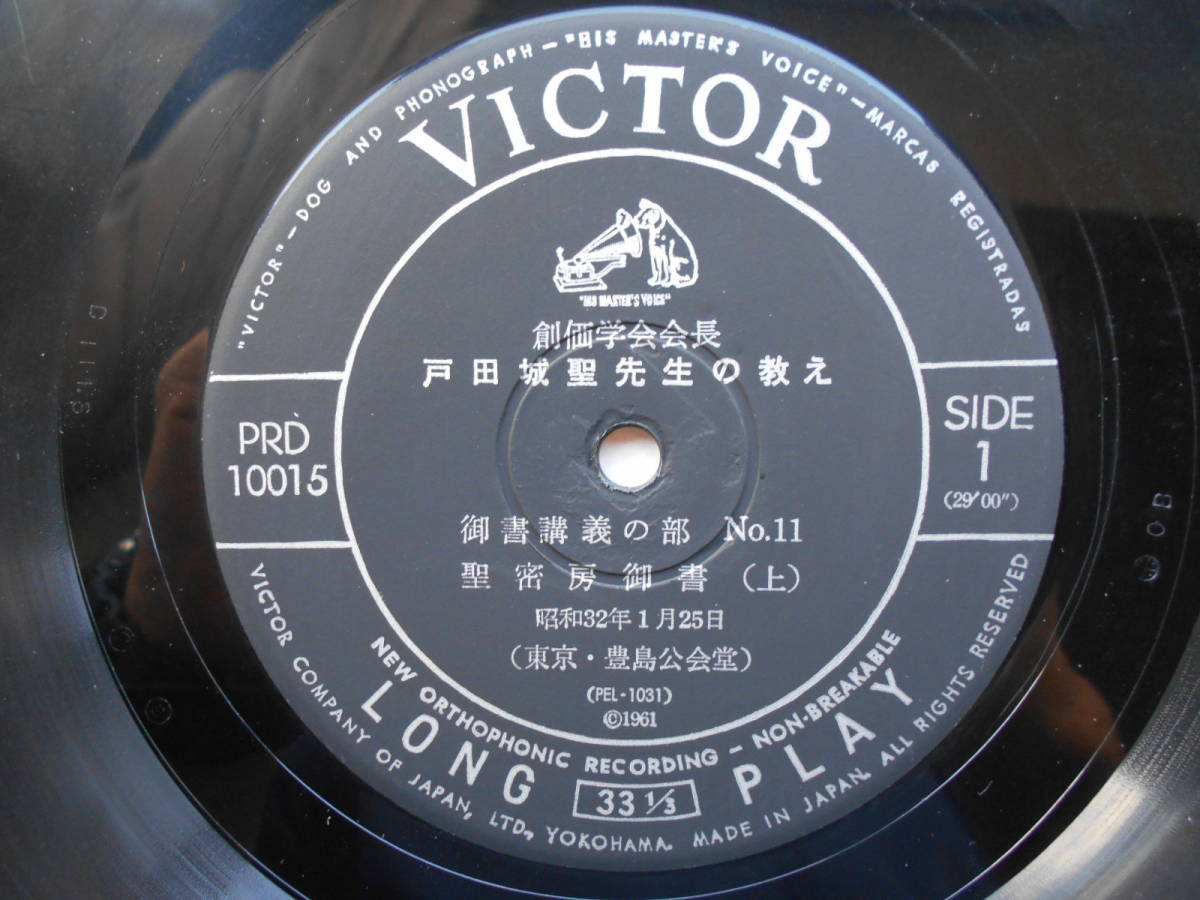 "VICTOR" – DOG AND PHONOGRAPH – "HIS MASTER'S VOICE" – MARCAS REGISTRADAS
VICTOR
"HIS MASTER'S VOICE"
創価学会会長
戸田城聖先生の教え
PRD
10015
SIDE
1
(29'00")
御書講義の部 No.11
聖密房御書(上)
昭和32年1月25日
(東京・豊島公会堂)
(PEL-1031)
©1961
NEW ORTHOPHONIC RECORDING – NON-BREAKABLE
LONG PLAY
33 1/3
VICTOR COMPANY OF JAPAN, LTD., YOKOHAMA. MADE IN JAPAN. ALL RIGHTS RESERVED